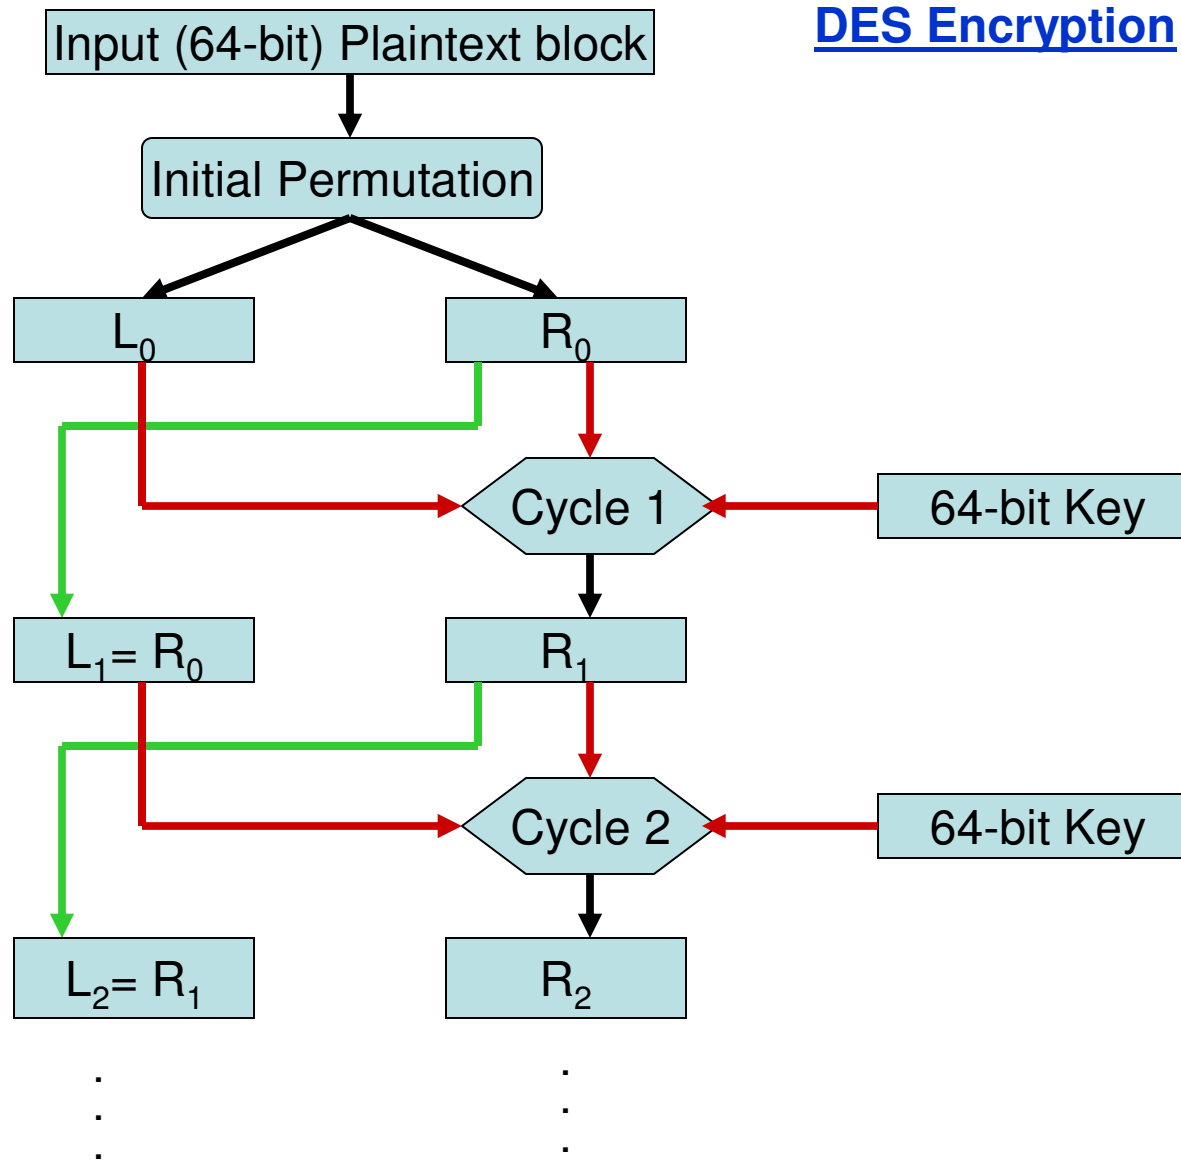 DES Encryption
Input (64-bit) Plaintext block
Initial Permutation
L₀
R₀
Cycle 1
64-bit Key
L₁= R₀
R₁
Cycle 2
64-bit Key
L₂= R₁
R₂
. .
. .
. .